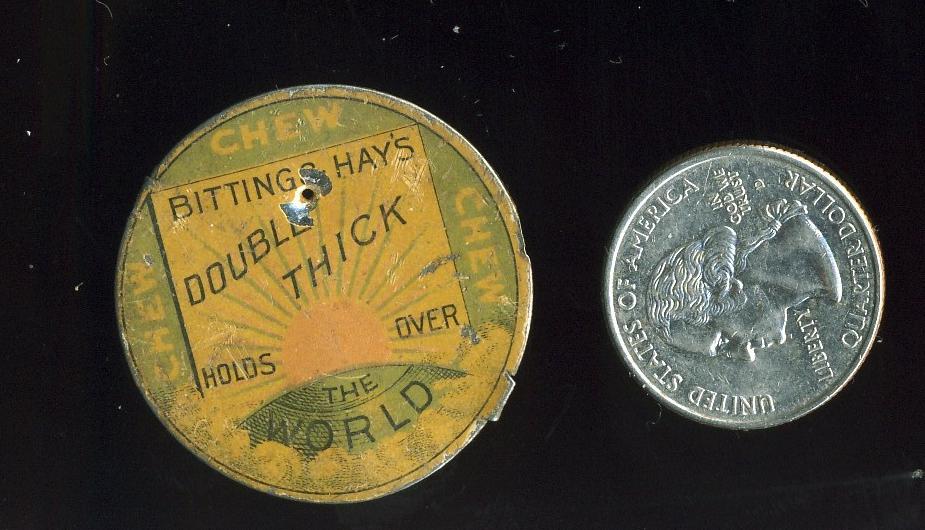 CHEW
CHEW
CHEW
BITTING & HAY'S
DOUBLE
THICK
HOLDS OVER
THE
WORLD
UNITED STATES OF AMERICA
LIBERTY
IN
GOD WE
TRUST
D
QUARTER DOLLAR